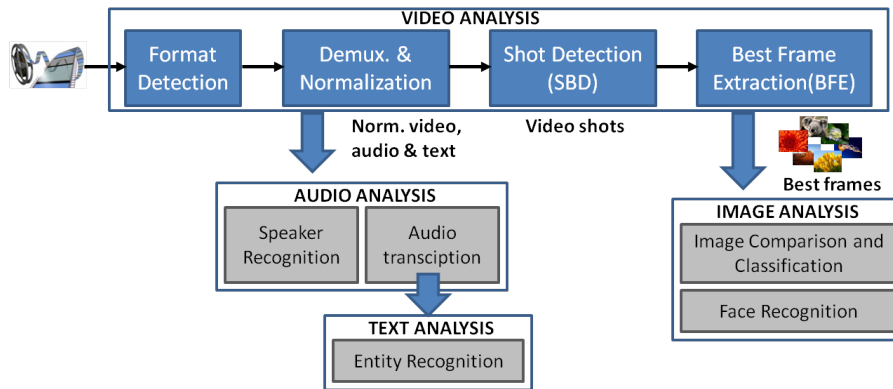 VIDEO ANALYSIS
Format
Detection
Demux. &
Normalization
Shot Detection
(SBD)
Best Frame
Extraction(BFE)
Norm. video,
audio & text
Video shots
Best frames
AUDIO ANALYSIS
Speaker
Recognition
Audio
transciption
TEXT ANALYSIS
Entity Recognition
IMAGE ANALYSIS
Image Comparison and
Classification
Face Recognition